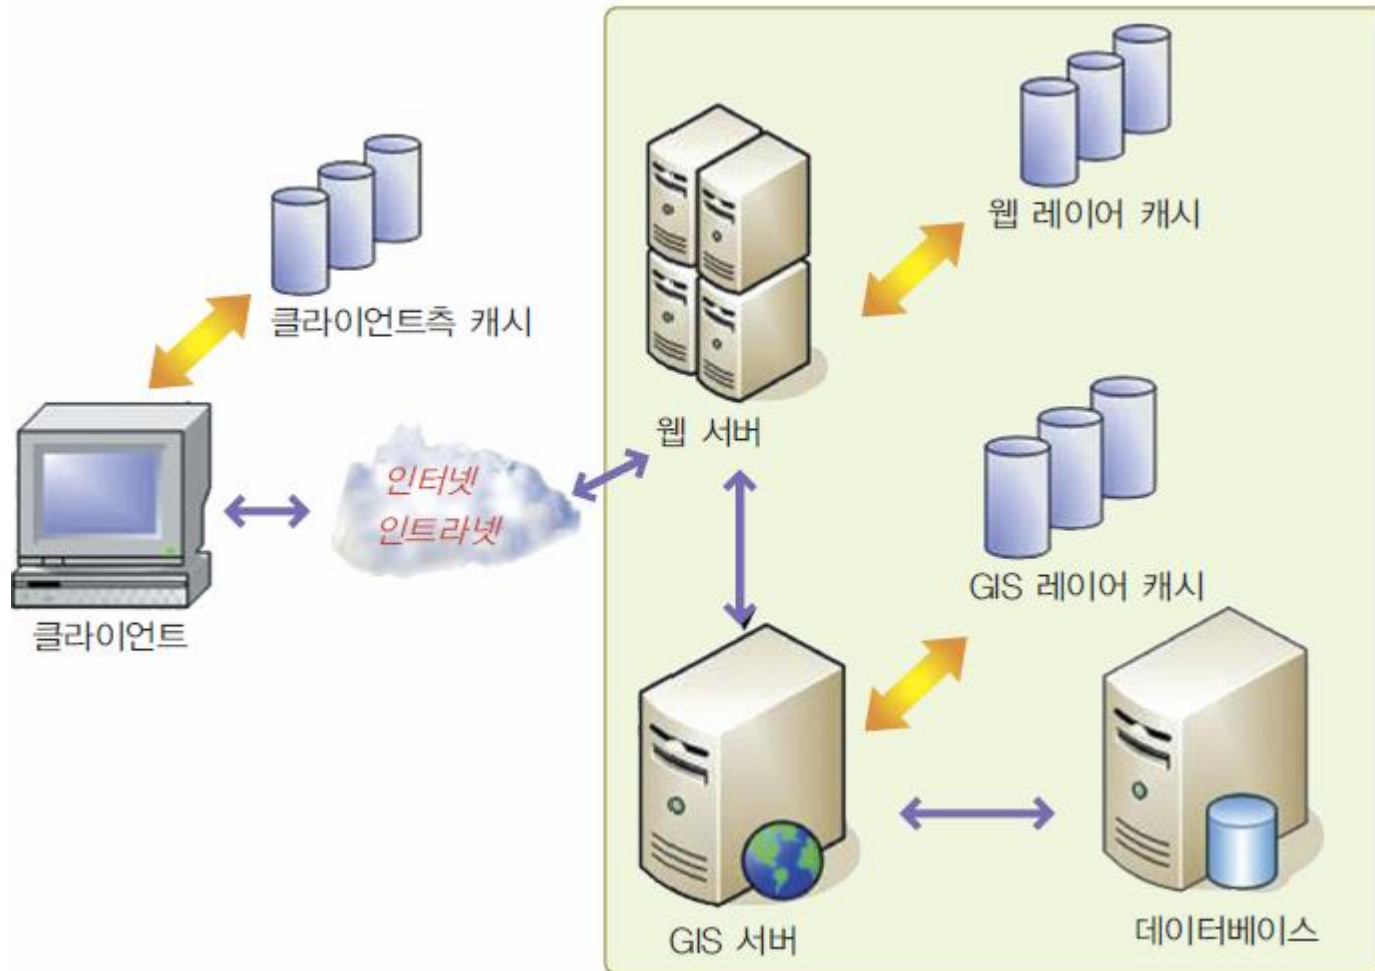 웹 레이어 캐시
클라이언트측 캐시
웹 서버
인터넷
인트라넷
GIS 레이어 캐시
클라이언트
GIS 서버
데이터베이스